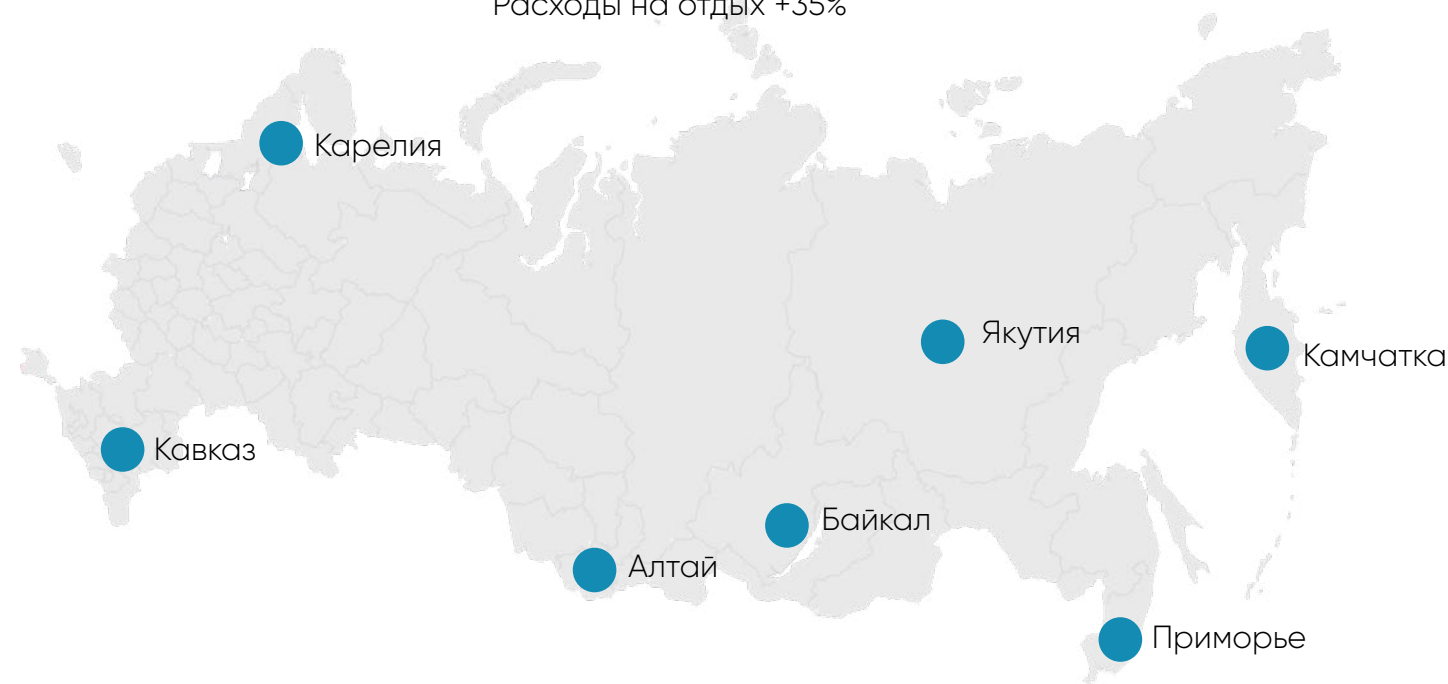 Расходы на отдых +35%
Карелия
Якутия
Камчатка
Кавказ
Байкал
Алтай
Приморье